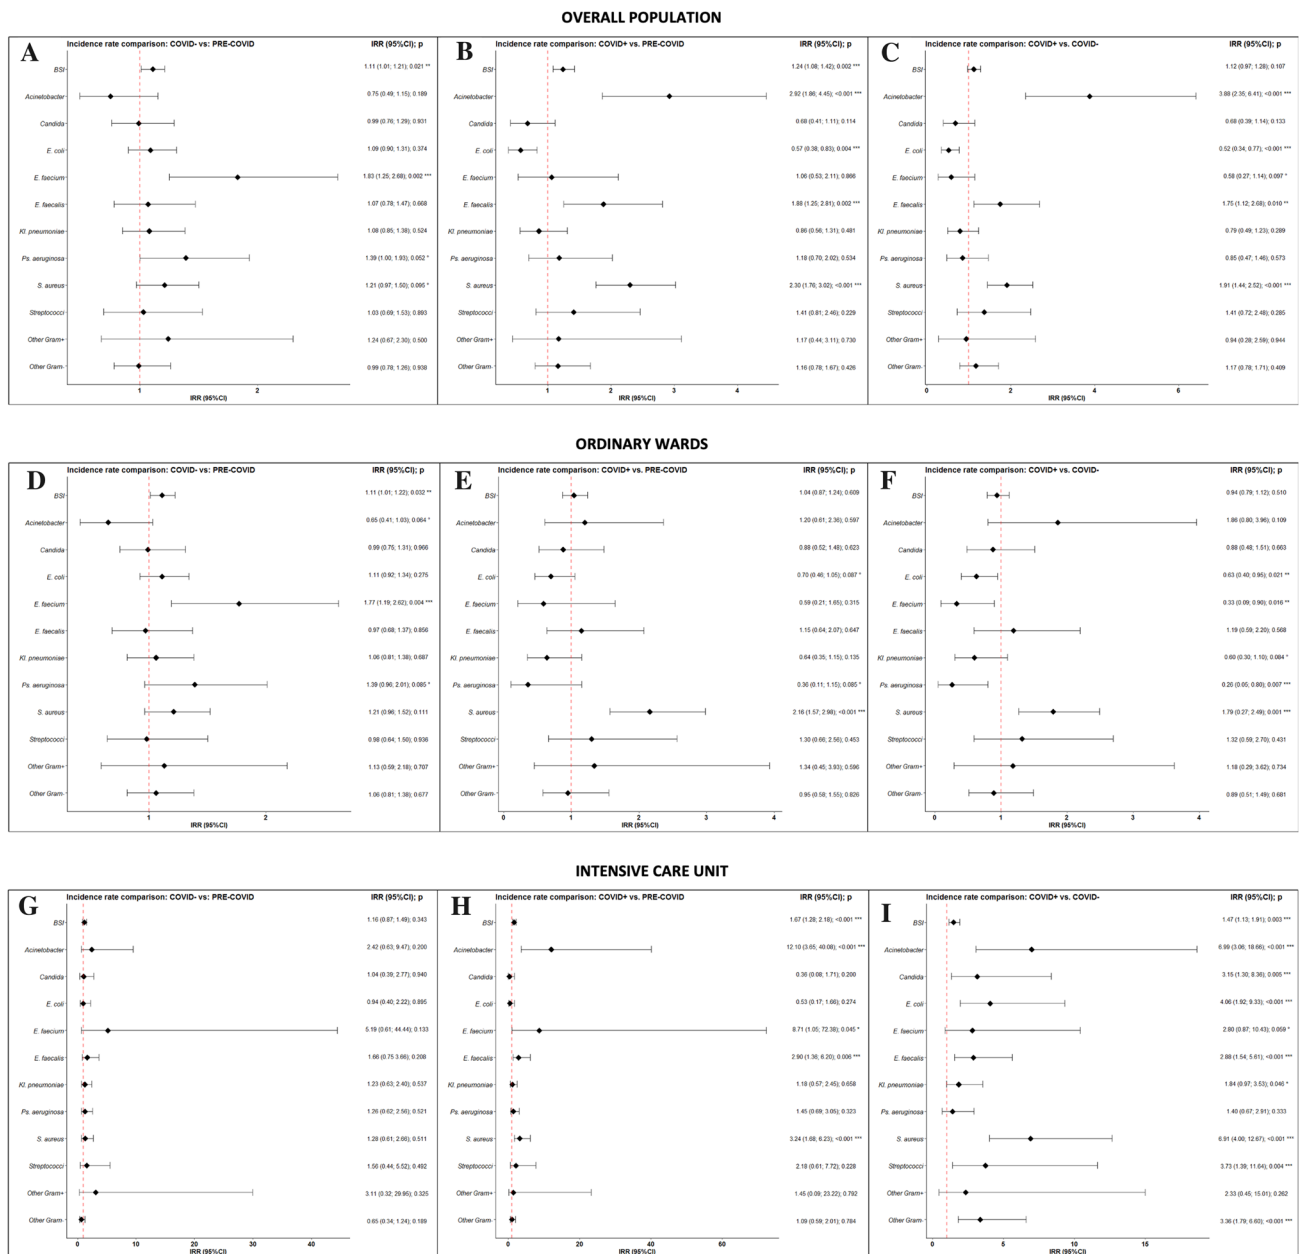 OVERALL POPULATION
A
Incidence rate comparison: COVID- vs: PRE-COVID IRR (95%CI); p
BSI 1.11 (1.01; 1.21); 0.021 **
Acinetobacter 0.75 (0.49; 1.15); 0.189
Candida 0.99 (0.76; 1.29); 0.931
E. coli 1.09 (0.90; 1.31); 0.374
E. faecium 1.83 (1.25; 2.68); 0.002 ***
E. faecalis 1.07 (0.78; 1.47); 0.668
Kl. pneumoniae 1.08 (0.85; 1.38); 0.524
Ps. aeruginosa 1.39 (1.00; 1.93); 0.052 *
S. aureus 1.21 (0.97; 1.50); 0.095 *
Streptococci 1.03 (0.69; 1.53); 0.893
Other Gram+ 1.24 (0.67; 2.30); 0.500
Other Gram- 0.99 (0.78; 1.26); 0.938
1 2
IRR (95%CI)
B
Incidence rate comparison: COVID+ vs. PRE-COVID IRR (95%CI); p
BSI 1.24 (1.08; 1.42); 0.002 ***
Acinetobacter 2.92 (1.86; 4.45); <0.001 ***
Candida 0.68 (0.41; 1.11); 0.114
E. coli 0.57 (0.38; 0.83); 0.004 ***
E. faecium 1.06 (0.53; 2.11); 0.866
E. faecalis 1.88 (1.25; 2.81); 0.002 ***
Kl. pneumoniae 0.86 (0.56; 1.31); 0.481
Ps. aeruginosa 1.18 (0.70; 2.02); 0.534
S. aureus 2.30 (1.76; 3.02); <0.001 ***
Streptococci 1.41 (0.81; 2.46); 0.229
Other Gram+ 1.17 (0.44; 3.11); 0.730
Other Gram- 1.16 (0.78; 1.67); 0.426
1 2 3 4
IRR (95%CI)
C
Incidence rate comparison: COVID+ vs. COVID- IRR (95%CI); p
BSI 1.12 (0.97; 1.28); 0.107
Acinetobacter 3.88 (2.35; 6.41); <0.001 ***
Candida 0.68 (0.39; 1.14); 0.133
E. coli 0.52 (0.34; 0.77); <0.001 ***
E. faecium 0.58 (0.27; 1.14); 0.097 *
E. faecalis 1.75 (1.12; 2.68); 0.010 **
Kl. pneumoniae 0.79 (0.49; 1.23); 0.289
Ps. aeruginosa 0.85 (0.47; 1.46); 0.573
S. aureus 1.91 (1.44; 2.52); <0.001 ***
Streptococci 1.41 (0.72; 2.48); 0.285
Other Gram+ 0.94 (0.28; 2.59); 0.944
Other Gram- 1.17 (0.78; 1.71); 0.409
0 2 4 6
IRR (95%CI)
ORDINARY WARDS
D
Incidence rate comparison: COVID- vs: PRE-COVID IRR (95%CI); p
BSI 1.11 (1.01; 1.22); 0.032 **
Acinetobacter 0.65 (0.41; 1.03); 0.064 *
Candida 0.99 (0.75; 1.31); 0.966
E. coli 1.11 (0.92; 1.34); 0.275
E. faecium 1.77 (1.19; 2.62); 0.004 ***
E. faecalis 0.97 (0.68; 1.37); 0.856
Kl. pneumoniae 1.06 (0.81; 1.38); 0.687
Ps. aeruginosa 1.39 (0.96; 2.01); 0.085 *
S. aureus 1.21 (0.96; 1.52); 0.111
Streptococci 0.98 (0.64; 1.50); 0.936
Other Gram+ 1.13 (0.59; 2.18); 0.707
Other Gram- 1.06 (0.81; 1.38); 0.677
1 2
IRR (95%CI)
E
Incidence rate comparison: COVID+ vs. PRE-COVID IRR (95%CI); p
BSI 1.04 (0.87; 1.24); 0.609
Acinetobacter 1.20 (0.61; 2.36); 0.597
Candida 0.88 (0.52; 1.48); 0.623
E. coli 0.70 (0.46; 1.05); 0.087 *
E. faecium 0.59 (0.21; 1.65); 0.315
E. faecalis 1.15 (0.64; 2.07); 0.647
Kl. pneumoniae 0.64 (0.35; 1.15); 0.135
Ps. aeruginosa 0.36 (0.11; 1.15); 0.085 *
S. aureus 2.16 (1.57; 2.98); <0.001 ***
Streptococci 1.30 (0.66; 2.56); 0.453
Other Gram+ 1.34 (0.45; 3.93); 0.596
Other Gram- 0.95 (0.58; 1.55); 0.826
0 1 2 3 4
IRR (95%CI)
F
Incidence rate comparison: COVID+ vs. COVID- IRR (95%CI); p
BSI 0.94 (0.79; 1.12); 0.510
Acinetobacter 1.86 (0.80; 3.96); 0.109
Candida 0.88 (0.48; 1.51); 0.663
E. coli 0.63 (0.40; 0.95); 0.021 **
E. faecium 0.33 (0.09; 0.90); 0.016 **
E. faecalis 1.19 (0.59; 2.20); 0.568
Kl. pneumoniae 0.60 (0.30; 1.10); 0.084 *
Ps. aeruginosa 0.26 (0.05; 0.80); 0.007 ***
S. aureus 1.79 (0.27; 2.49); 0.001 ***
Streptococci 1.32 (0.59; 2.70); 0.431
Other Gram+ 1.18 (0.29; 3.62); 0.734
Other Gram- 0.89 (0.51; 1.49); 0.681
0 1 2 3 4
IRR (95%CI)
INTENSIVE CARE UNIT
G
Incidence rate comparison: COVID- vs: PRE-COVID IRR (95%CI); p
BSI 1.16 (0.87; 1.49); 0.343
Acinetobacter 2.42 (0.63; 9.47); 0.200
Candida 1.04 (0.39; 2.77); 0.940
E. coli 0.94 (0.40; 2.22); 0.895
E. faecium 5.19 (0.61; 44.44); 0.133
E. faecalis 1.66 (0.75 3.66); 0.208
Kl. pneumoniae 1.23 (0.63; 2.40); 0.537
Ps. aeruginosa 1.26 (0.62; 2.56); 0.521
S. aureus 1.28 (0.61; 2.66); 0.511
Streptococci 1.56 (0.44; 5.52); 0.492
Other Gram+ 3.11 (0.32; 29.95); 0.325
Other Gram- 0.65 (0.34; 1.24); 0.189
0 10 20 30 40
IRR (95%CI)
H
Incidence rate comparison: COVID+ vs. PRE-COVID IRR (95%CI); p
BSI 1.67 (1.28; 2.18); <0.001 ***
Acinetobacter 12.10 (3.65; 40.08); <0.001 ***
Candida 0.36 (0.08; 1.71); 0.200
E. coli 0.53 (0.17; 1.66); 0.274
E. faecium 8.71 (1.05; 72.38); 0.045 *
E. faecalis 2.90 (1.36; 6.20); 0.006 ***
Kl. pneumoniae 1.18 (0.57; 2.45); 0.658
Ps. aeruginosa 1.45 (0.69; 3.05); 0.323
S. aureus 3.24 (1.68; 6.23); <0.001 ***
Streptococci 2.18 (0.61; 7.72); 0.228
Other Gram+ 1.45 (0.09; 23.22); 0.792
Other Gram- 1.09 (0.59; 2.01); 0.784
0 20 40 60
IRR (95%CI)
I
Incidence rate comparison: COVID+ vs. COVID- IRR (95%CI); p
BSI 1.47 (1.13; 1.91); 0.003 ***
Acinetobacter 6.99 (3.06; 18.66); <0.001 ***
Candida 3.15 (1.30; 8.36); 0.005 ***
E. coli 4.06 (1.92; 9.33); <0.001 ***
E. faecium 2.80 (0.87; 10.43); 0.059 *
E. faecalis 2.88 (1.54; 5.61); <0.001 ***
Kl. pneumoniae 1.84 (0.97; 3.53); 0.046 *
Ps. aeruginosa 1.40 (0.67; 2.91); 0.333
S. aureus 6.91 (4.00; 12.67); <0.001 ***
Streptococci 3.73 (1.39; 11.64); 0.004 ***
Other Gram+ 2.33 (0.45; 15.01); 0.262
Other Gram- 3.36 (1.79; 6.60); <0.001 ***
0 5 10 15
IRR (95%CI)